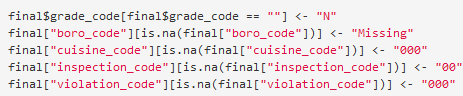 final$grade_code[final$grade_code == ""] <- "N"
final["boro_code"][is.na(final["boro_code"])] <- "Missing"
final["cuisine_code"][is.na(final["cuisine_code"])] <- "000"
final["inspection_code"][is.na(final["inspection_code"])] <- "00"
final["violation_code"][is.na(final["violation_code"])] <- "000"